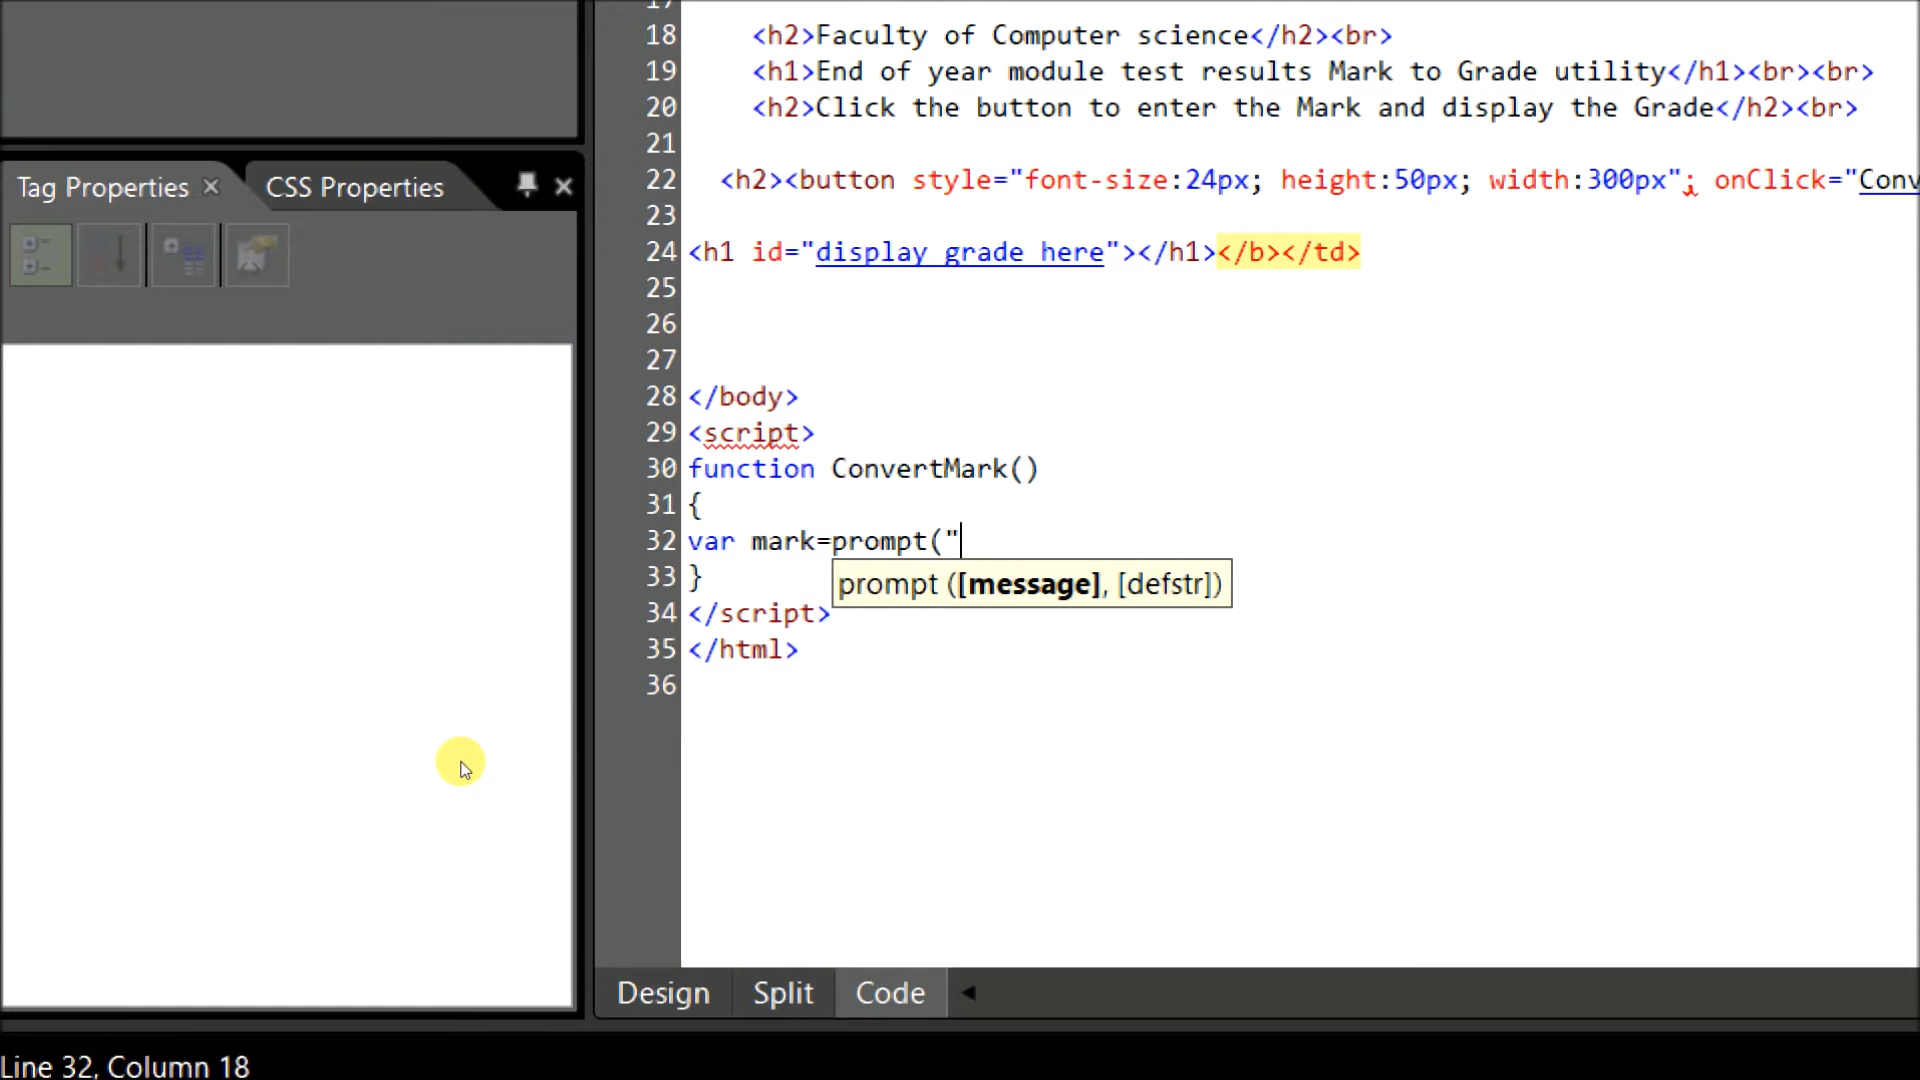 Tag Properties
CSS Properties
17
18 <h2>Faculty of Computer science</h2><br>
19 <h1>End of year module test results Mark to Grade utility</h1><br><br>
20 <h2>Click the button to enter the Mark and display the Grade</h2><br>
21
22 <h2><button style="font-size:24px; height:50px; width:300px"; onClick="Conv
23
24 <h1 id="display_grade_here"></h1></b></td>
25
26
27
28 </body>
29 <script>
30 function ConvertMark()
31 {
32 var mark=prompt("
33 }
prompt ([message], [defstr])
34 </script>
35 </html>
36
Design Split Code
Line 32, Column 18